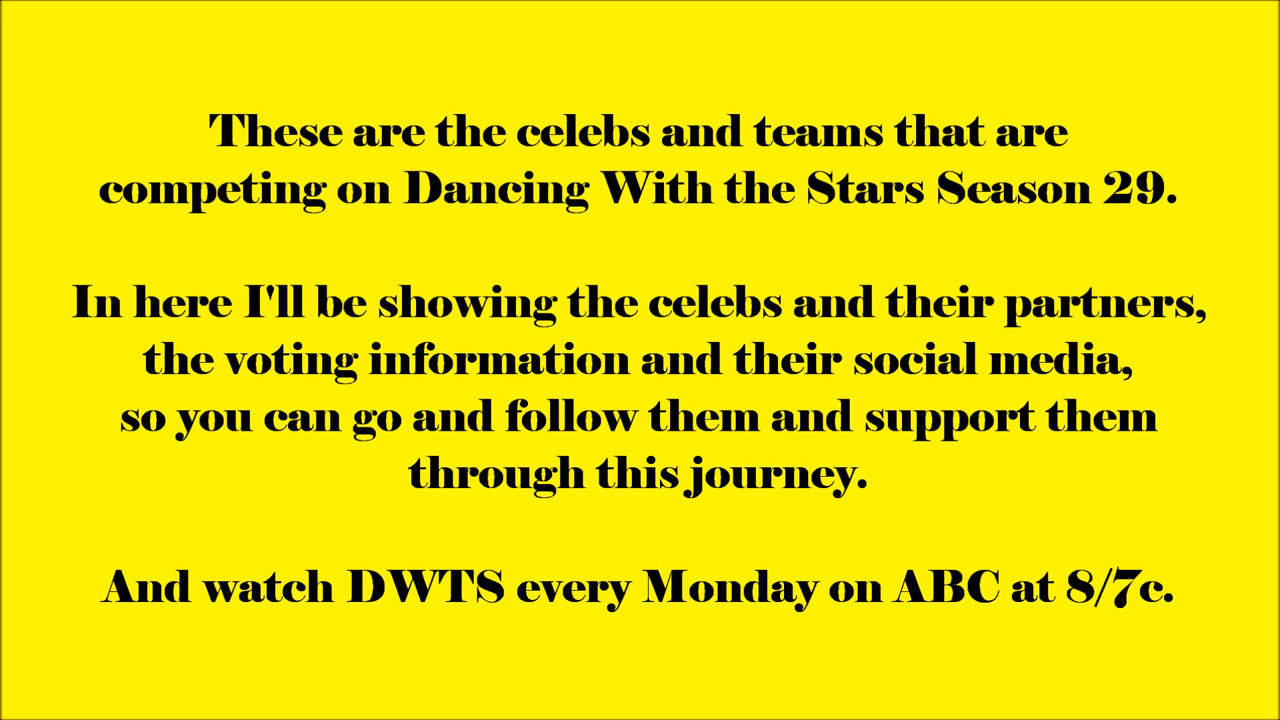 These are the celebs and teams that are
competing on Dancing With the Stars Season 29.
In here I'll be showing the celebs and their partners,
the voting information and their social media,
so you can go and follow them and support them
through this journey.
And watch DWTS every Monday on ABC at 8/7c.